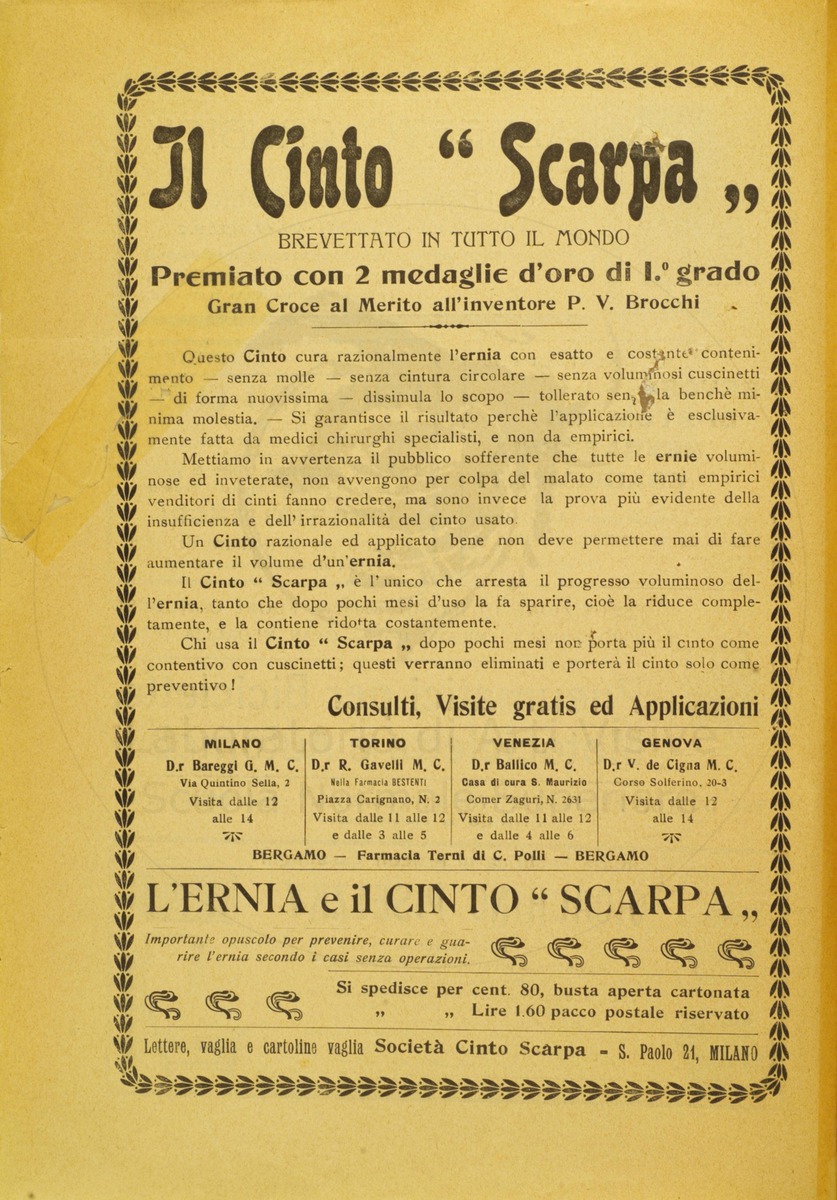 Il Cinto “ Scarpa „
BREVETTATO IN TUTTO IL MONDO
Premiato con 2 medaglie d'oro di I.º grado
Gran Croce al Merito all'inventore P. V. Brocchi
Questo Cinto cura razionalmente l'ernia con esatto e costante conteni-
mento — senza molle — senza cintura circolare — senza voluminosi cuscinetti
— di forma nuovissima — dissimula lo scopo — tollerato senza la benchè mi-
nima molestia. — Si garantisce il risultato perchè l'applicazione è esclusiva-
mente fatta da medici chirurghi specialisti, e non da empirici.
Mettiamo in avvertenza il pubblico sofferente che tutte le ernie volumi-
nose ed inveterate, non avvengono per colpa del malato come tanti empirici
venditori di cinti fanno credere, ma sono invece la prova più evidente della
insufficienza e dell' irrazionalità del cinto usato.
Un Cinto razionale ed applicato bene non deve permettere mai di fare
aumentare il volume d'un'ernia.
Il Cinto “ Scarpa „ è l' unico che arresta il progresso voluminoso del-
l'ernia, tanto che dopo pochi mesi d'uso la fa sparire, cioè la riduce comple-
tamente, e la contiene ridotta costantemente.
Chi usa il Cinto “ Scarpa „ dopo pochi mesi non porta più il cinto come
contentivo con cuscinetti ; questi verranno eliminati e porterà il cinto solo come
preventivo !
Consulti, Visite gratis ed Applicazioni
MILANO
D.r Bareggi G. M. C.
Via Quintino Sella, 2
Visita dalle 12
alle 14
TORINO
D.r R. Gavelli M. C.
Nella Farmacia BESTENTI
Piazza Carignano, N. 2
Visita dalle 11 alle 12
e dalle 3 alle 5
VENEZIA
D.r Ballico M. C.
Casa di cura S. Maurizio
Comer Zaguri, N. 2631
Visita dalle 11 alle 12
e dalle 4 alle 6
GENOVA
D.r V. de Cigna M. C.
Corso Solferino, 20-3
Visita dalle 12
alle 14
BERGAMO — Farmacia Terni di C. Polli — BERGAMO
L'ERNIA e il CINTO “ SCARPA „
Importante opuscolo per prevenire, curare e gua-
rire l'ernia secondo i casi senza operazioni.
Si spedisce per cent. 80, busta aperta cartonata
„ „ Lire 1.60 pacco postale riservato
Lettere, vaglia e cartoline vaglia Società Cinto Scarpa - S. Paolo 21, MILANO